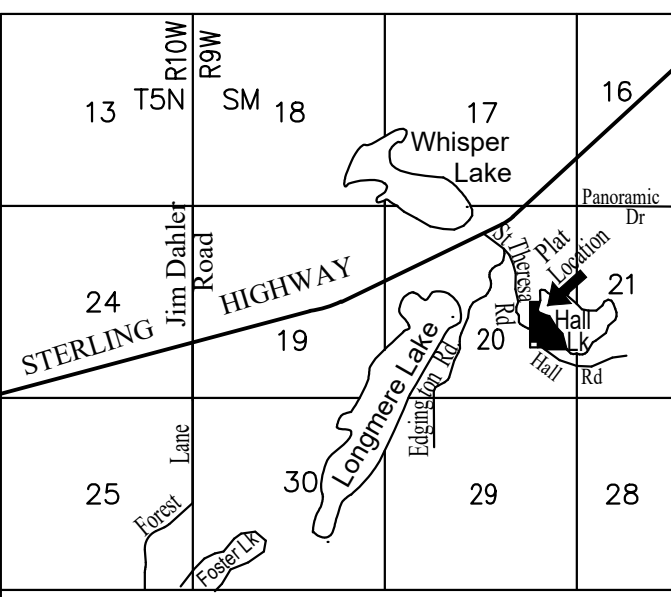 R10W
R9W
16
13
T5N
SM
18
17
Whisper
Lake
Panoramic
Dr
Jim Dahler
Road
St Theresa
Rd
Plat
Location
24
HIGHWAY
21
STERLING
19
20
Hall
Lk
Hall
Rd
Longmere Lake
Edgington Rd
Lane
Forest
25
30
29
28
Foster Lk